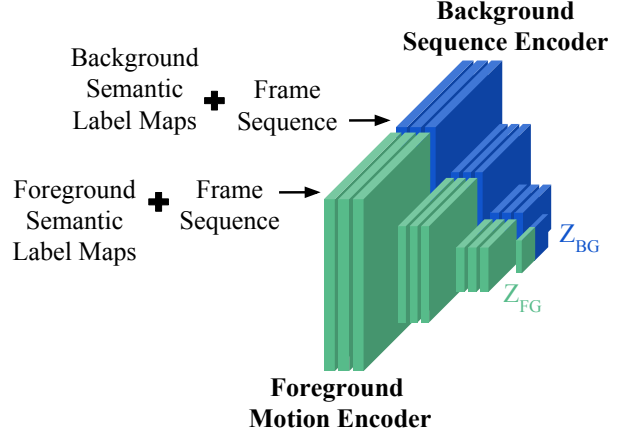 Background
Sequence Encoder
Background
Semantic
Label Maps
+
Frame
Sequence
Foreground
Semantic
Label Maps
+
Frame
Sequence
Z_BG
Z_FG
Foreground
Motion Encoder